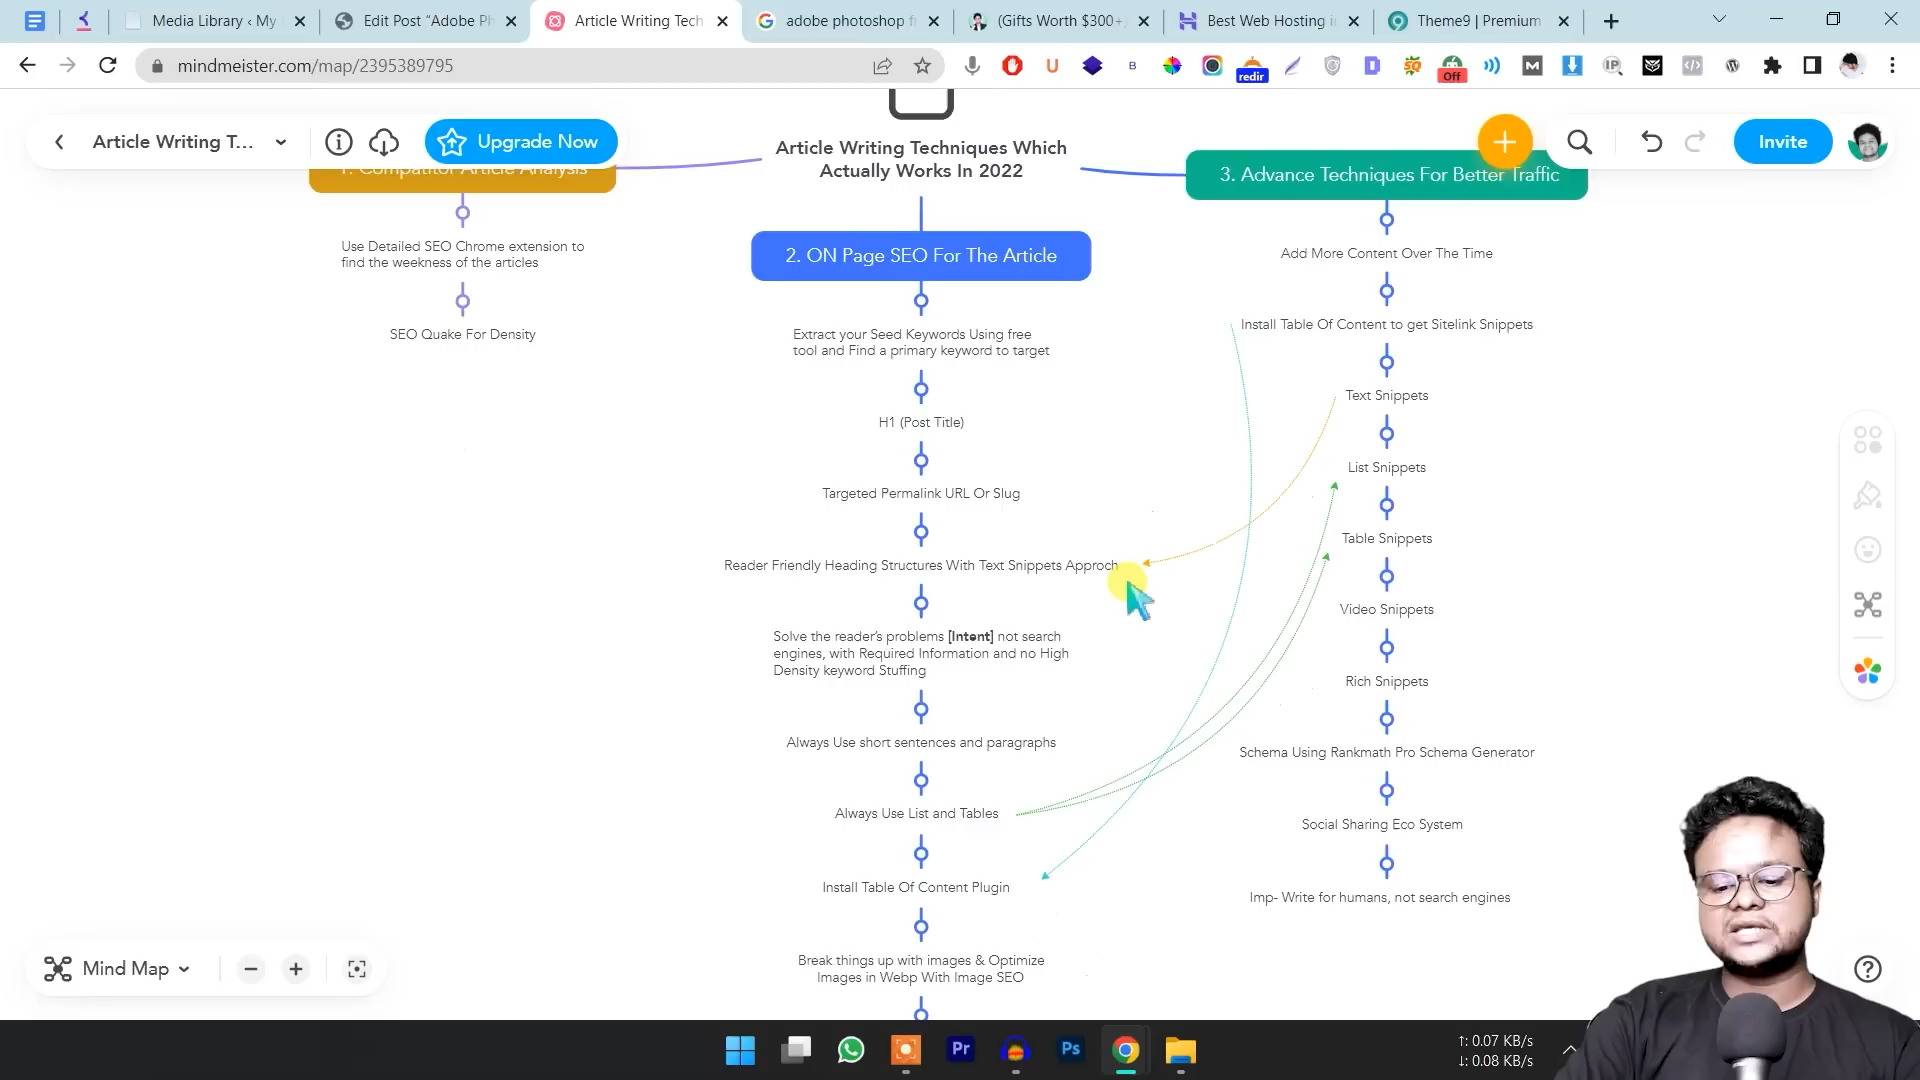 Media Library ‹ My
Edit Post “Adobe Ph
Article Writing Tech
adobe photoshop f
(Gifts Worth $300+
Best Web Hosting i
Theme9 | Premium
mindmeister.com/map/2395389795
redir
Off
Article Writing T...
Upgrade Now
Invite
Article Writing Techniques Which
Actually Works In 2022
1. Compatitor Article Analysis
Use Detailed SEO Chrome extension to
find the weekness of the articles
SEO Quake For Density
2. ON Page SEO For The Article
Extract your Seed Keywords Using free
tool and Find a primary keyword to target
H1 (Post Title)
Targeted Permalink URL Or Slug
Reader Friendly Heading Structures With Text Snippets Approch
Solve the reader's problems [Intent] not search
engines, with Required Information and no High
Density keyword Stuffing
Always Use short sentences and paragraphs
Always Use List and Tables
Install Table Of Content Plugin
Break things up with images & Optimize
Images in Webp With Image SEO
3. Advance Techniques For Better Traffic
Add More Content Over The Time
Install Table Of Content to get Sitelink Snippets
Text Snippets
List Snippets
Table Snippets
Video Snippets
Rich Snippets
Schema Using Rankmath Pro Schema Generator
Social Sharing Eco System
Imp- Write for humans, not search engines
Mind Map
Pr
Ps
↑: 0.07 KB/s
↓: 0.08 KB/s